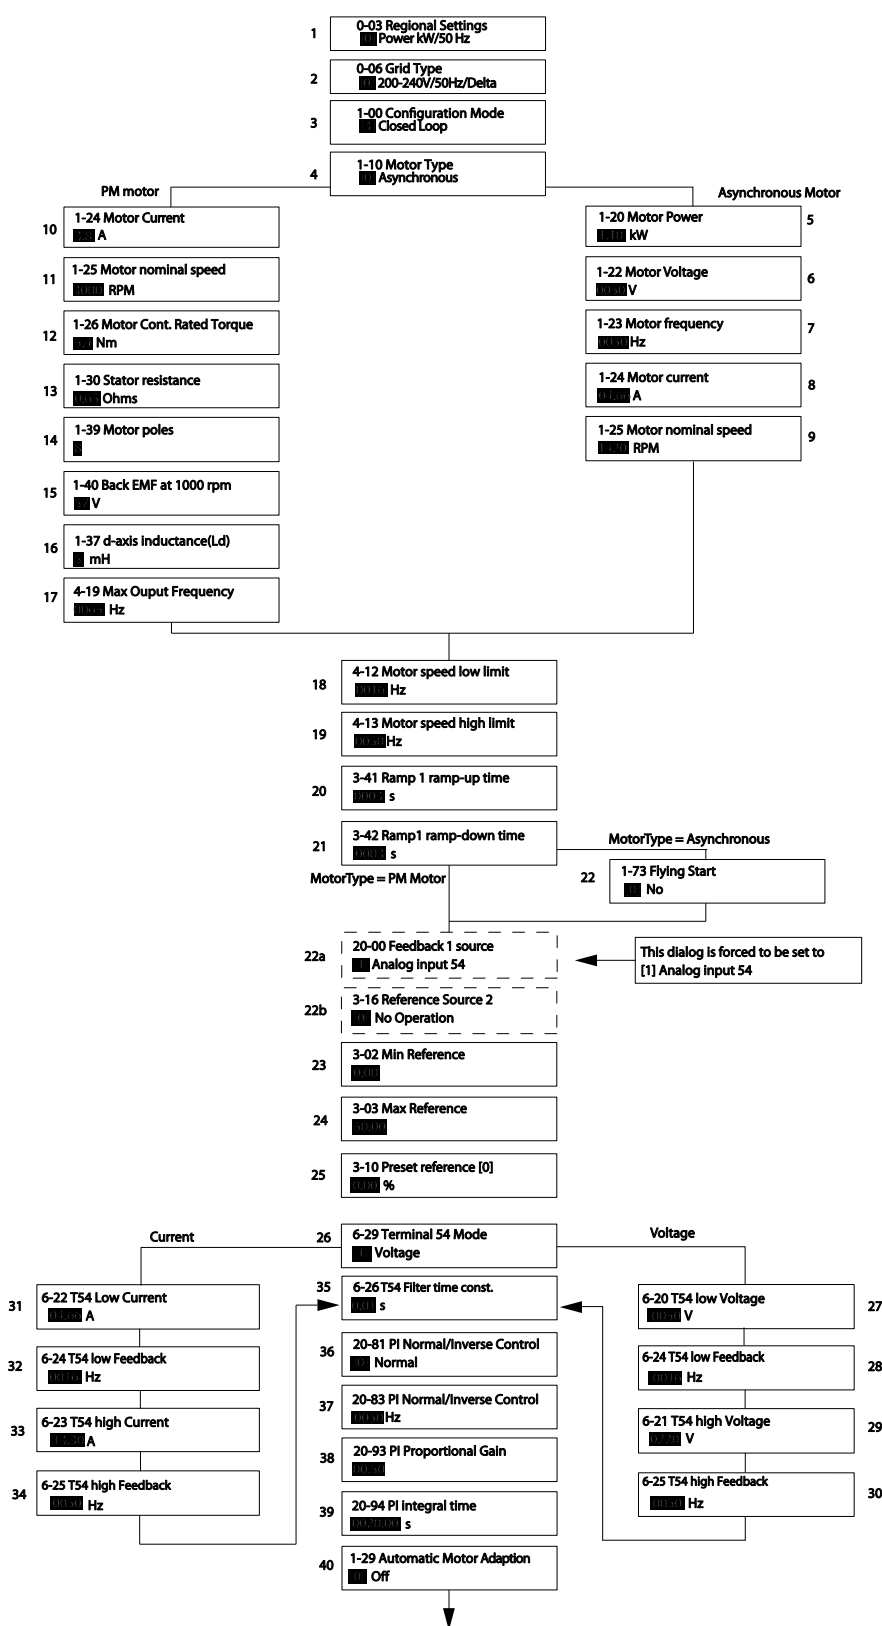 1
0-03 Regional Settings
Power kW/50 Hz
2
0-06 Grid Type
200-240V/50Hz/Delta
3
1-00 Configuration Mode
Closed Loop
4
1-10 Motor Type
Asynchronous
PM motor
Asynchronous Motor
10
1-24 Motor Current
A
11
1-25 Motor nominal speed
RPM
12
1-26 Motor Cont. Rated Torque
Nm
13
1-30 Stator resistance
Ohms
14
1-39 Motor poles
15
1-40 Back EMF at 1000 rpm
V
16
1-37 d-axis inductance(Ld)
mH
17
4-19 Max Ouput Frequency
Hz
1-20 Motor Power
kW
5
1-22 Motor Voltage
V
6
1-23 Motor frequency
Hz
7
1-24 Motor current
A
8
1-25 Motor nominal speed
RPM
9
18
4-12 Motor speed low limit
Hz
19
4-13 Motor speed high limit
Hz
20
3-41 Ramp 1 ramp-up time
s
21
3-42 Ramp1 ramp-down time
s
MotorType = Asynchronous
22
1-73 Flying Start
No
MotorType = PM Motor
22a
20-00 Feedback 1 source
Analog input 54
This dialog is forced to be set to
[1] Analog input 54
22b
3-16 Reference Source 2
No Operation
23
3-02 Min Reference
0,00
24
3-03 Max Reference
50,00
25
3-10 Preset reference [0]
0,00 %
26
6-29 Terminal 54 Mode
Voltage
Current
Voltage
31
6-22 T54 Low Current
A
32
6-24 T54 low Feedback
Hz
33
6-23 T54 high Current
A
34
6-25 T54 high Feedback
Hz
35
6-26 T54 Filter time const.
s
36
20-81 PI Normal/Inverse Control
Normal
37
20-83 PI Normal/Inverse Control
Hz
38
20-93 PI Proportional Gain
39
20-94 PI integral time
s
40
1-29 Automatic Motor Adaption
Off
6-20 T54 low Voltage
V
27
6-24 T54 low Feedback
Hz
28
6-21 T54 high Voltage
V
29
6-25 T54 high Feedback
Hz
30